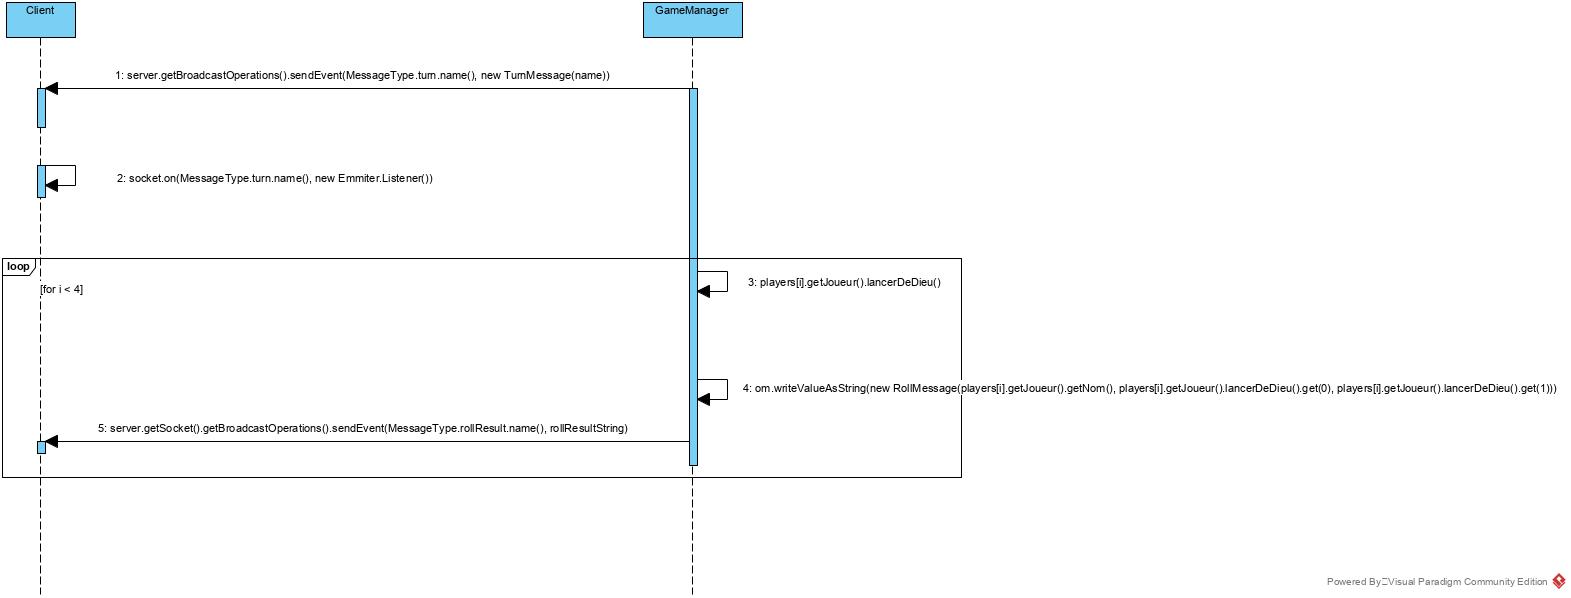 Client
GameManager
1: server.getBroadcastOperations().sendEvent(MessageType.turn.name(), new TurnMessage(name))
2: socket.on(MessageType.turn.name(), new Emmiter.Listener())
loop
[for i < 4]
3: players[i].getJoueur().lancerDeDieu()
4: om.writeValueAsString(new RollMessage(players[i].getJoueur().getNom(), players[i].getJoueur().lancerDeDieu().get(0), players[i].getJoueur().lancerDeDieu().get(1)))
5: server.getSocket().getBroadcastOperations().sendEvent(MessageType.rollResult.name(), rollResultString)
Powered By Visual Paradigm Community Edition